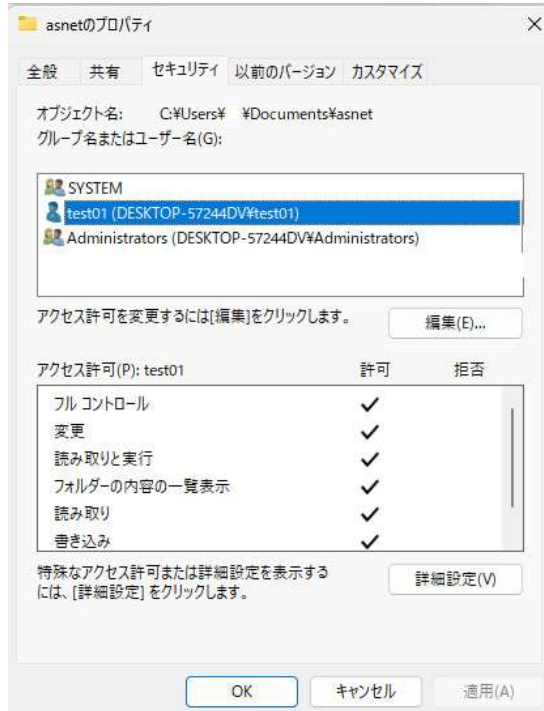 asnetのプロパティ
全般 共有 セキュリティ 以前のバージョン カスタマイズ
オブジェクト名: C:¥Users¥ ¥Documents¥asnet
グループ名またはユーザー名(G):
SYSTEM
test01 (DESKTOP-57244DV¥test01)
Administrators (DESKTOP-57244DV¥Administrators)
アクセス許可を変更するには[編集]をクリックします。 編集(E)...
アクセス許可(P): test01 許可 拒否
フル コントロール
変更
読み取りと実行
フォルダーの内容の一覧表示
読み取り
書き込み
特殊なアクセス許可または詳細設定を表示する
には、[詳細設定] をクリックします。 詳細設定(V)
OK キャンセル 適用(A)